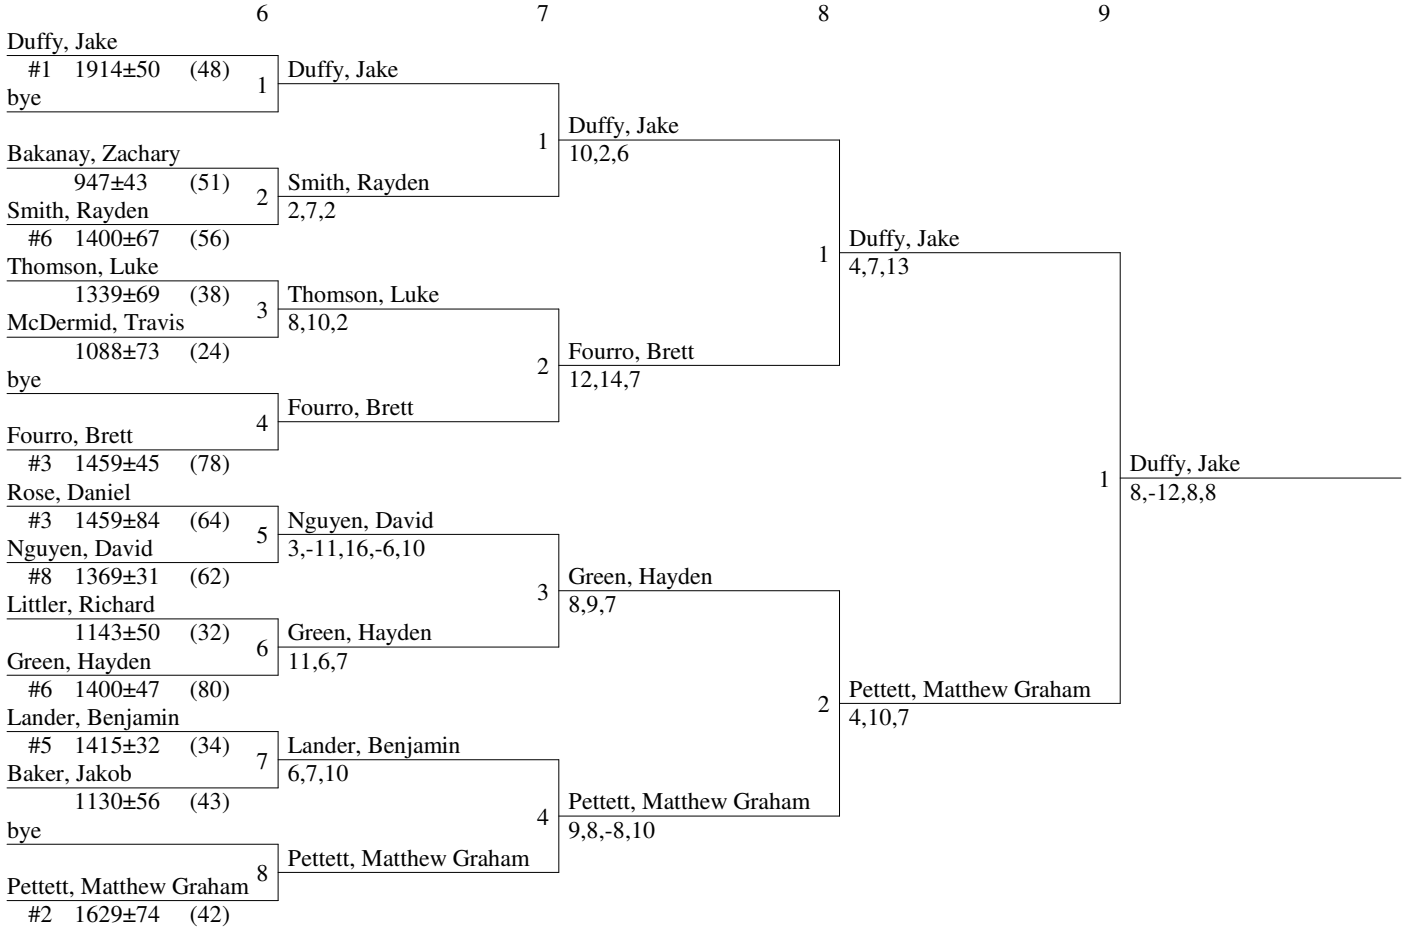 6 7 8 9
Duffy, Jake
#1 1914±50 (48)
bye
1
Duffy, Jake
Bakanay, Zachary
947±43 (51)
Smith, Rayden
#6 1400±67 (56)
2
Smith, Rayden
2,7,2
Thomson, Luke
1339±69 (38)
McDermid, Travis
1088±73 (24)
3
Thomson, Luke
8,10,2
bye
Fourro, Brett
#3 1459±45 (78)
4
Fourro, Brett
Rose, Daniel
#3 1459±84 (64)
Nguyen, David
#8 1369±31 (62)
5
Nguyen, David
3,-11,16,-6,10
Littler, Richard
1143±50 (32)
Green, Hayden
#6 1400±47 (80)
6
Green, Hayden
11,6,7
Lander, Benjamin
#5 1415±32 (34)
Baker, Jakob
1130±56 (43)
7
Lander, Benjamin
6,7,10
bye
Pettett, Matthew Graham
#2 1629±74 (42)
8
Pettett, Matthew Graham
1
Duffy, Jake
10,2,6
2
Fourro, Brett
12,14,7
3
Green, Hayden
8,9,7
4
Pettett, Matthew Graham
9,8,-8,10
1
Duffy, Jake
4,7,13
2
Pettett, Matthew Graham
4,10,7
1
Duffy, Jake
8,-12,8,8